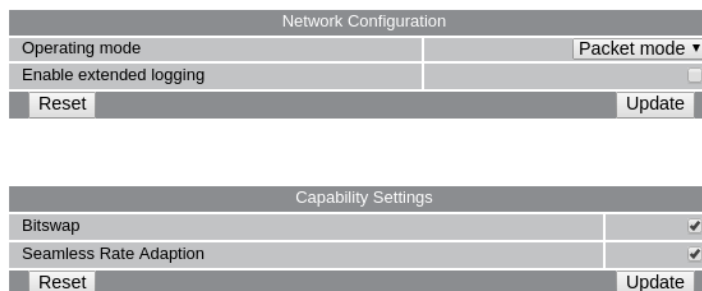 Network Configuration
Operating mode Packet mode
Enable extended logging
Reset Update
Capability Settings
Bitswap
Seamless Rate Adaption
Reset Update